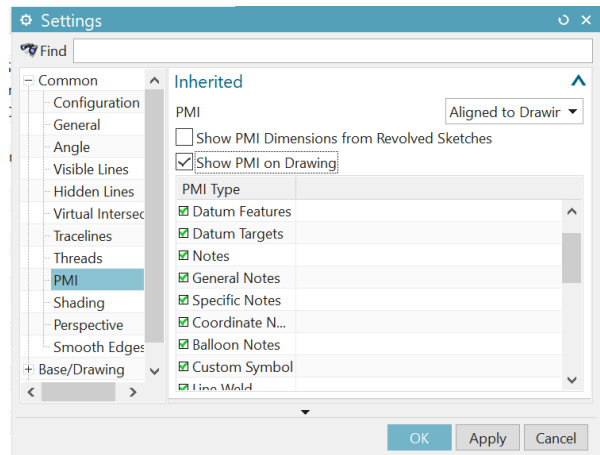 Settings
Find
Common
Configuration
General
Angle
Visible Lines
Hidden Lines
Virtual Intersec
Tracelines
Threads
PMI
Shading
Perspective
Smooth Edges
Base/Drawing
Inherited
PMI
Aligned to Drawir
Show PMI Dimensions from Revolved Sketches
Show PMI on Drawing
PMI Type
Datum Features
Datum Targets
Notes
General Notes
Specific Notes
Coordinate N...
Balloon Notes
Custom Symbol
Line Weld
OK
Apply
Cancel